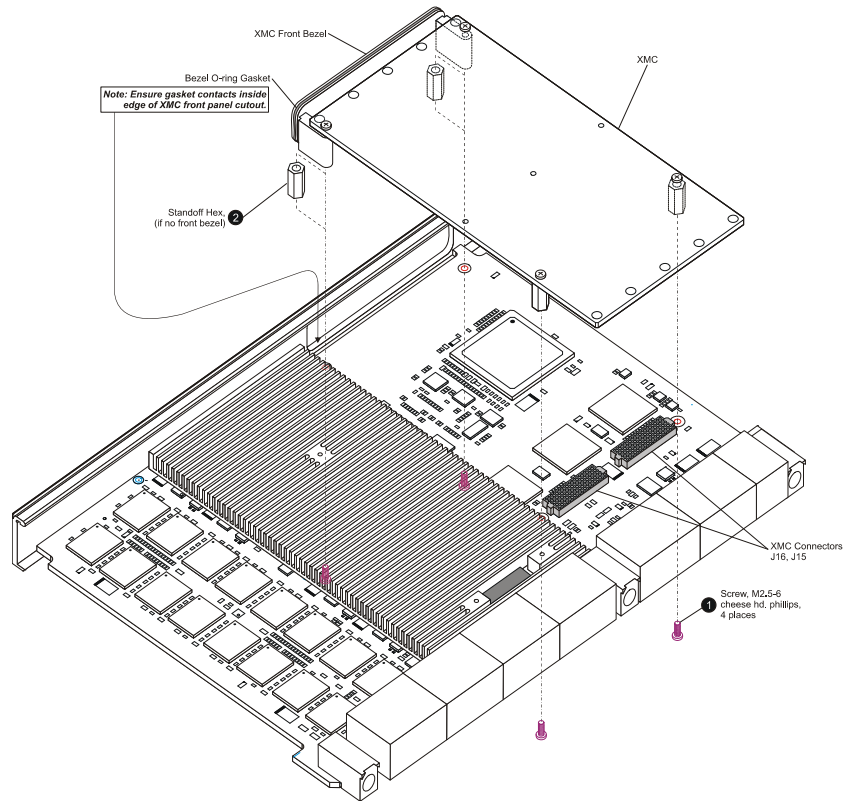 XMC Front Bezel
XMC
Bezel O-ring Gasket
Note: Ensure gasket contacts inside
edge of XMC front panel cutout.
Standoff Hex,
(if no front bezel)
2
XMC Connectors
J16, J15
1
Screw, M2.5-6
cheese hd, phillips,
4 places